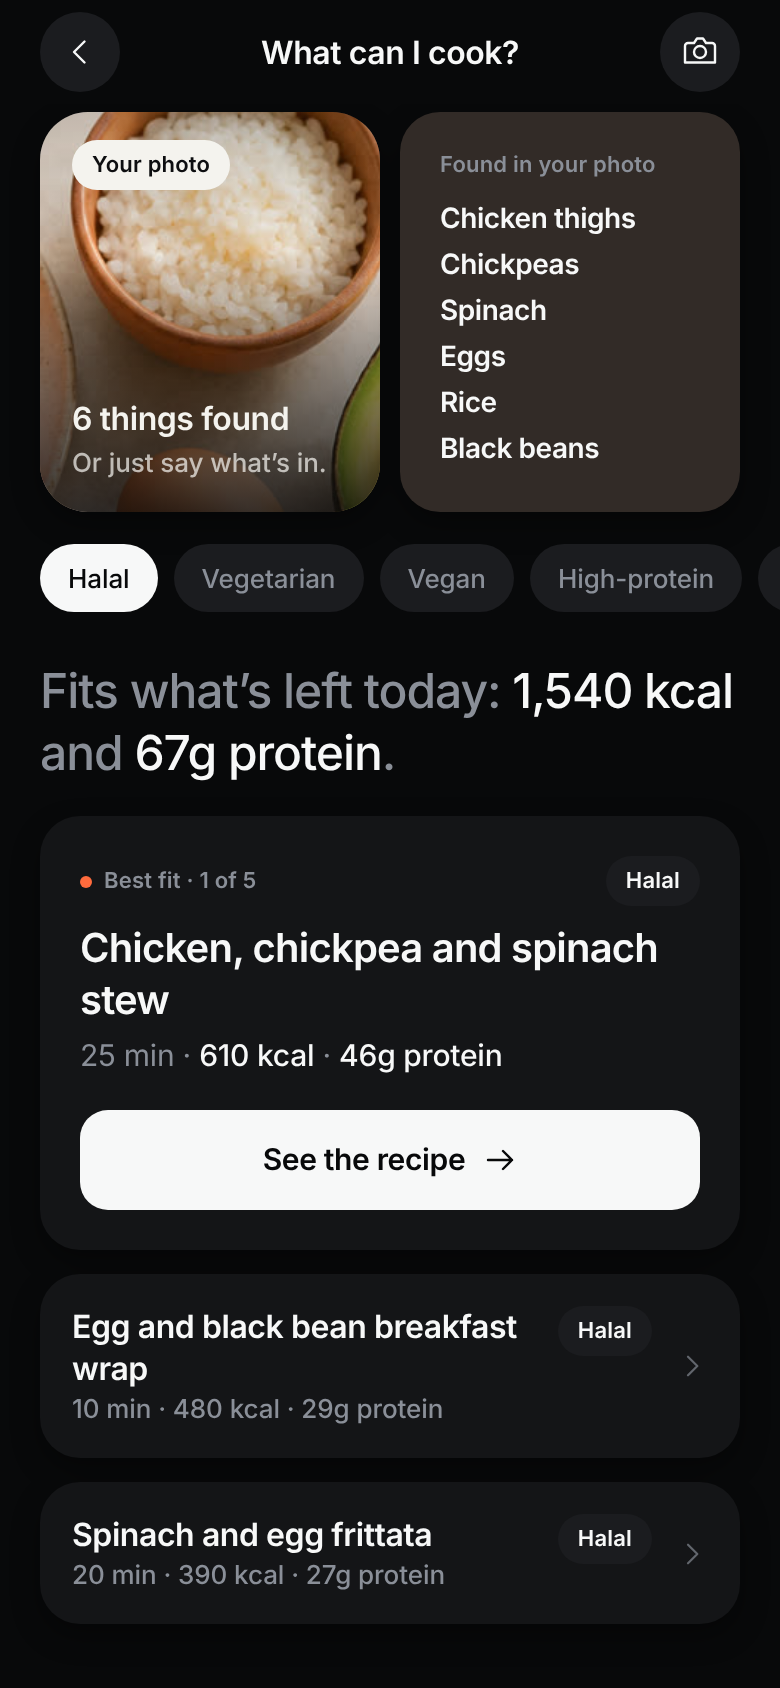 What can I cook?
Your photo
6 things found
Or just say what’s in.
Found in your photo
Chicken thighs
Chickpeas
Spinach
Eggs
Rice
Black beans
Halal
Vegetarian
Vegan
High-protein
Fits what’s left today: 1,540 kcal
and 67g protein.
Best fit · 1 of 5
Halal
Chicken, chickpea and spinach
stew
25 min · 610 kcal · 46g protein
See the recipe →
Egg and black bean breakfast
wrap
Halal
10 min · 480 kcal · 29g protein
Spinach and egg frittata
Halal
20 min · 390 kcal · 27g protein